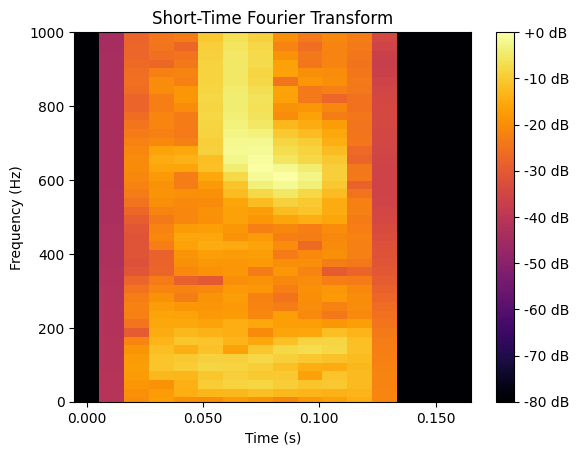 Short-Time Fourier Transform
1000
800
600
400
200
0
Frequency (Hz)
0.000
0.050
0.100
0.150
Time (s)
+0 dB
-10 dB
-20 dB
-30 dB
-40 dB
-50 dB
-60 dB
-70 dB
-80 dB